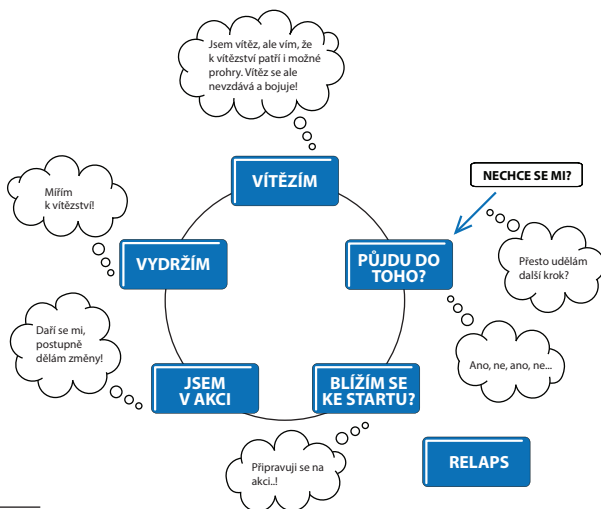 Jsem vítěz, ale vím, že
k vítězství patří i možné
prohry. Vítěz se ale
nevzdává a bojuje!
VÍTĚZÍM
NECHCE SE MI?
Mířím
k vítězství!
VYDRŽÍM
PŮJDU DO
TOHO?
Přesto udělám
další krok?
Daří se mi,
postupně
dělám změny!
JSEM
V AKCI
BLÍŽÍM SE
KE STARTU?
Ano, ne, ano, ne...
Připravuji se na
akci..!
RELAPS